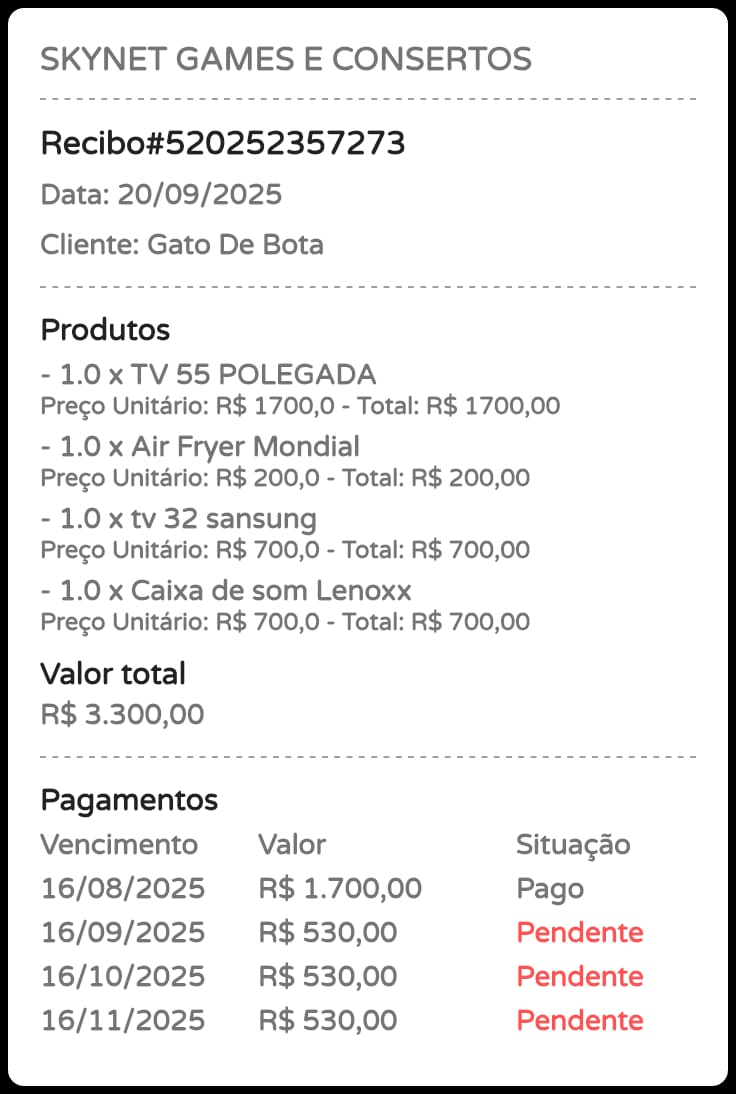 SKYNET GAMES E CONSERTOS
Recibo#520252357273
Data: 20/09/2025
Cliente: Gato De Bota
Produtos
- 1.0 x TV 55 POLEGADA
Preço Unitário: R$ 1700,0 - Total: R$ 1700,00
- 1.0 x Air Fryer Mondial
Preço Unitário: R$ 200,0 - Total: R$ 200,00
- 1.0 x tv 32 sansung
Preço Unitário: R$ 700,0 - Total: R$ 700,00
- 1.0 x Caixa de som Lenoxx
Preço Unitário: R$ 700,0 - Total: R$ 700,00
Valor total
R$ 3.300,00
Pagamentos
Vencimento Valor Situação
16/08/2025 R$ 1.700,00 Pago
16/09/2025 R$ 530,00 Pendente
16/10/2025 R$ 530,00 Pendente
16/11/2025 R$ 530,00 Pendente